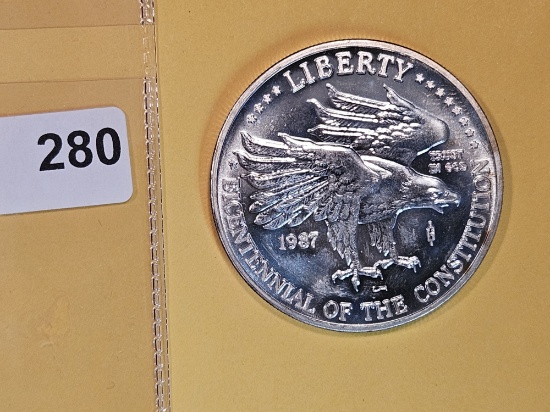 280
LIBERTY
1987
BICENTENNIAL OF THE CONSTITUTION